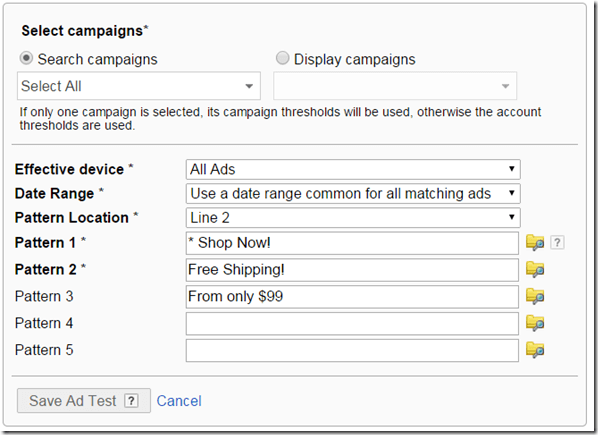 Select campaigns*
Search campaigns
Display campaigns
Select All
If only one campaign is selected, its campaign thresholds will be used, otherwise the account
thresholds are used.
Effective device *
All Ads
Date Range *
Use a date range common for all matching ads
Pattern Location *
Line 2
Pattern 1 *
* Shop Now!
?
Pattern 2 *
Free Shipping!
Pattern 3
From only $99
Pattern 4
Pattern 5
Save Ad Test ?
Cancel